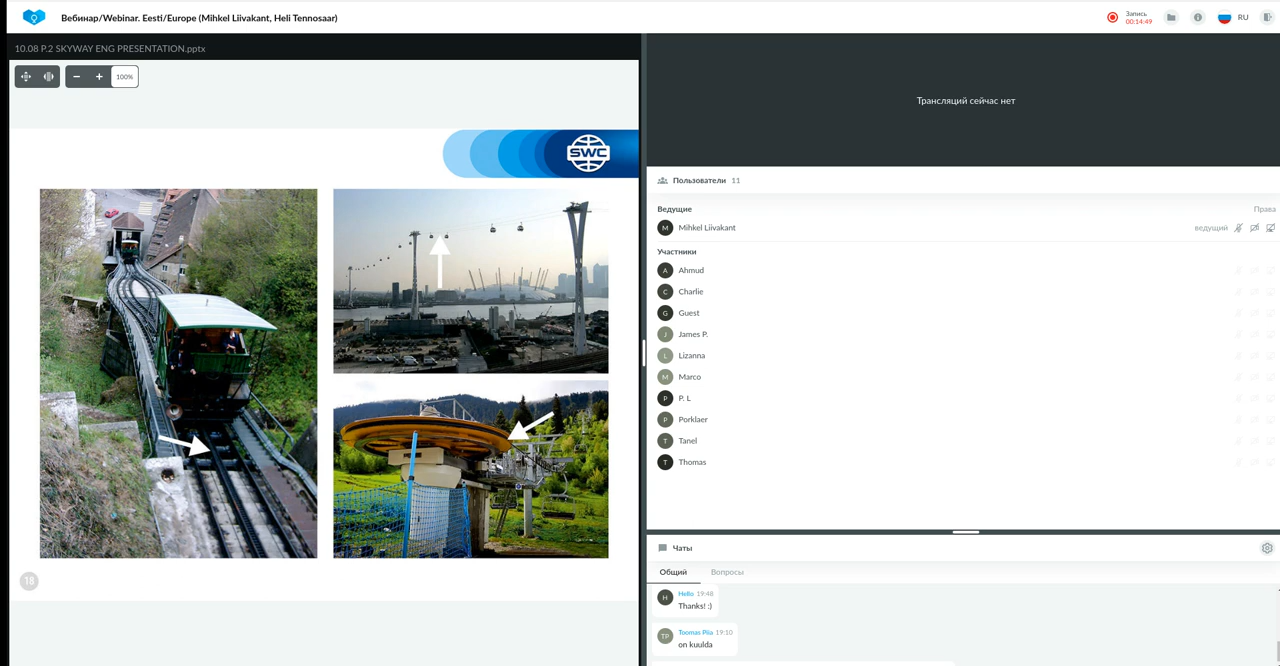 Вебинар/Webinar. Eesti/Europe (Mihkel Liivakant, Heli Tennosaar)
Запись
00:14:49
RU
10.08 P.2 SKYWAY ENG PRESENTATION.pptx
100%
SWC
18
Трансляций сейчас нет
Пользователи 11
Ведущие Права
M Mihkel Liivakant ведущий
Участники
A Ahmud
C Charlie
G Guest
J James P.
L Lizanna
M Marco
P P. L
P Porklaer
T Tanel
T Thomas
Чаты
Общий Вопросы
H Hello 19:48
Thanks! :)
TP Toomas Pila 19:10
on kuulda